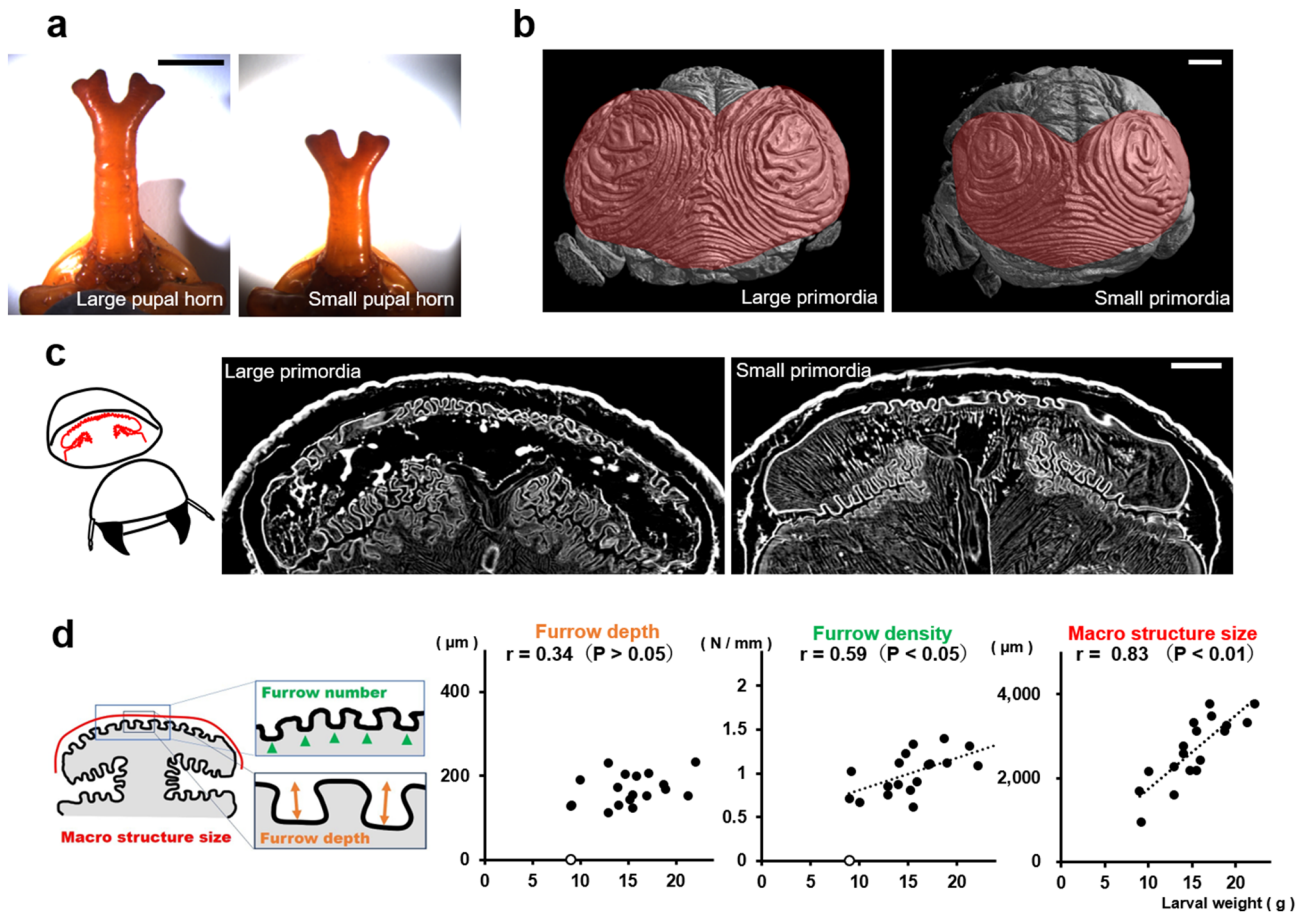 a
Large pupal horn
Small pupal horn
b
Large primordia
Small primordia
c
Large primordia
Small primordia
d
Furrow number
Furrow depth
Macro structure size
( μm )
Furrow depth
r = 0.34 （P > 0.05）
400
200
0
0 5 10 15 20
( N / mm )
Furrow density
r = 0.59 （P < 0.05）
2
1.5
1
0.5
0
0 5 10 15 20
( μm )
Macro structure size
r = 0.83 （P < 0.01）
4,000
2,000
0
0 5 10 15 20
Larval weight ( g )